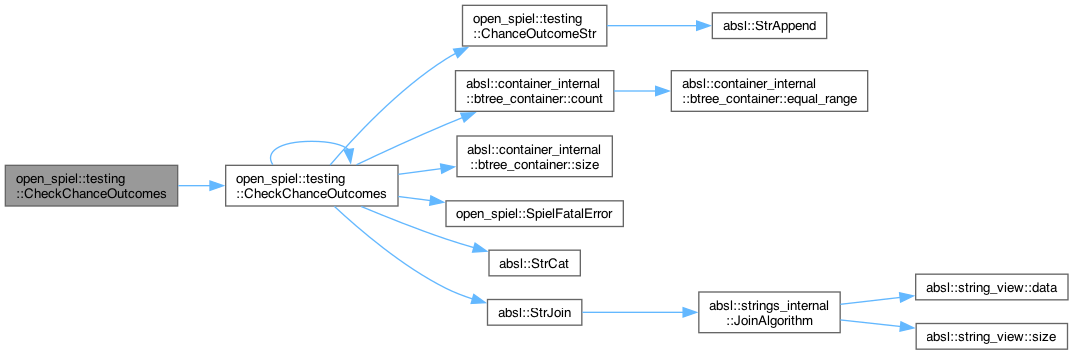 open_spiel::testing
::CheckChanceOutcomes
open_spiel::testing
::CheckChanceOutcomes
open_spiel::testing
::ChanceOutcomeStr
absl::StrAppend
absl::container_internal
::btree_container::count
absl::container_internal
::btree_container::equal_range
absl::container_internal
::btree_container::size
open_spiel::SpielFatalError
absl::StrCat
absl::StrJoin
absl::strings_internal
::JoinAlgorithm
absl::string_view::data
absl::string_view::size